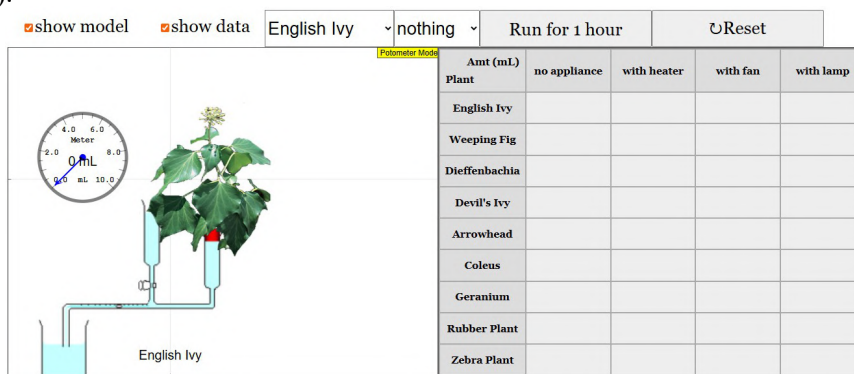 ).
show model show data English Ivy nothing Run for 1 hour ↻Reset
Potometer Mode
4.0 6.0
Meter
2.0 0 mL 8.0
0.0 mL 10.0
English Ivy
Amt (mL)
Plant
no appliance with heater with fan with lamp
English Ivy
Weeping Fig
Dieffenbachia
Devil's Ivy
Arrowhead
Coleus
Geranium
Rubber Plant
Zebra Plant